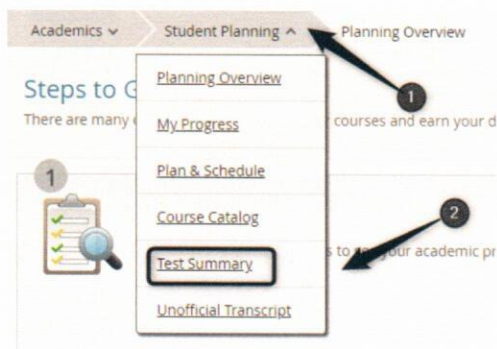 Academics Student Planning Planning Overview
Steps to G
Planning Overview
There are many courses and earn your d
My Progress
1
1
Plan & Schedule
Course Catalog
2
Test Summary
to your academic pr
Unofficial Transcript